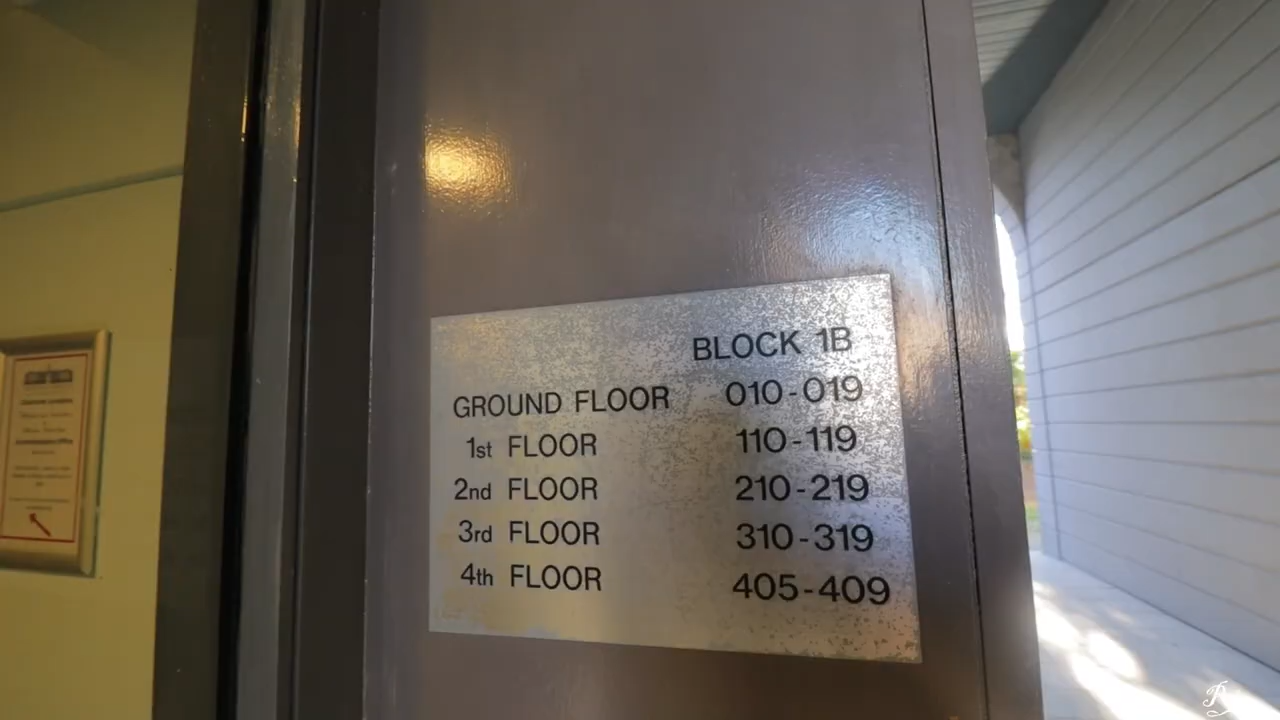 BLOCK 1B
GROUND FLOOR 010-019
1st FLOOR 110-119
2nd FLOOR 210-219
3rd FLOOR 310-319
4th FLOOR 405-409